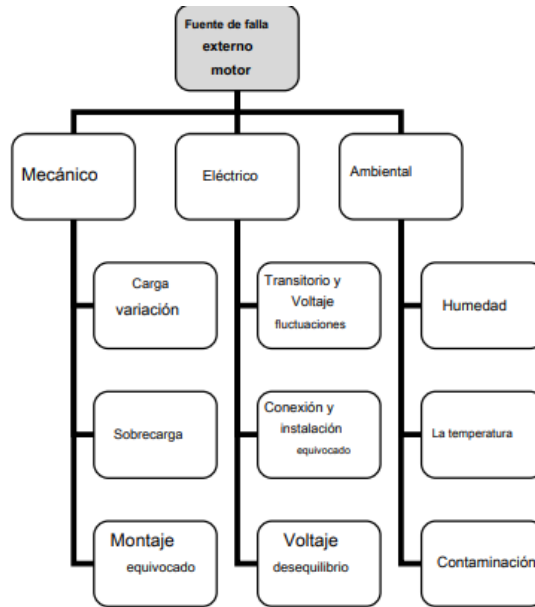 Fuente de falla
externo
motor
Mecánico
Eléctrico
Ambiental
Carga
variación
Transitorio y
Voltaje
fluctuaciones
Humedad
Sobrecarga
Conexión y
instalación
equivocado
La temperatura
Montaje
equivocado
Voltaje
desequilibrio
Contaminación